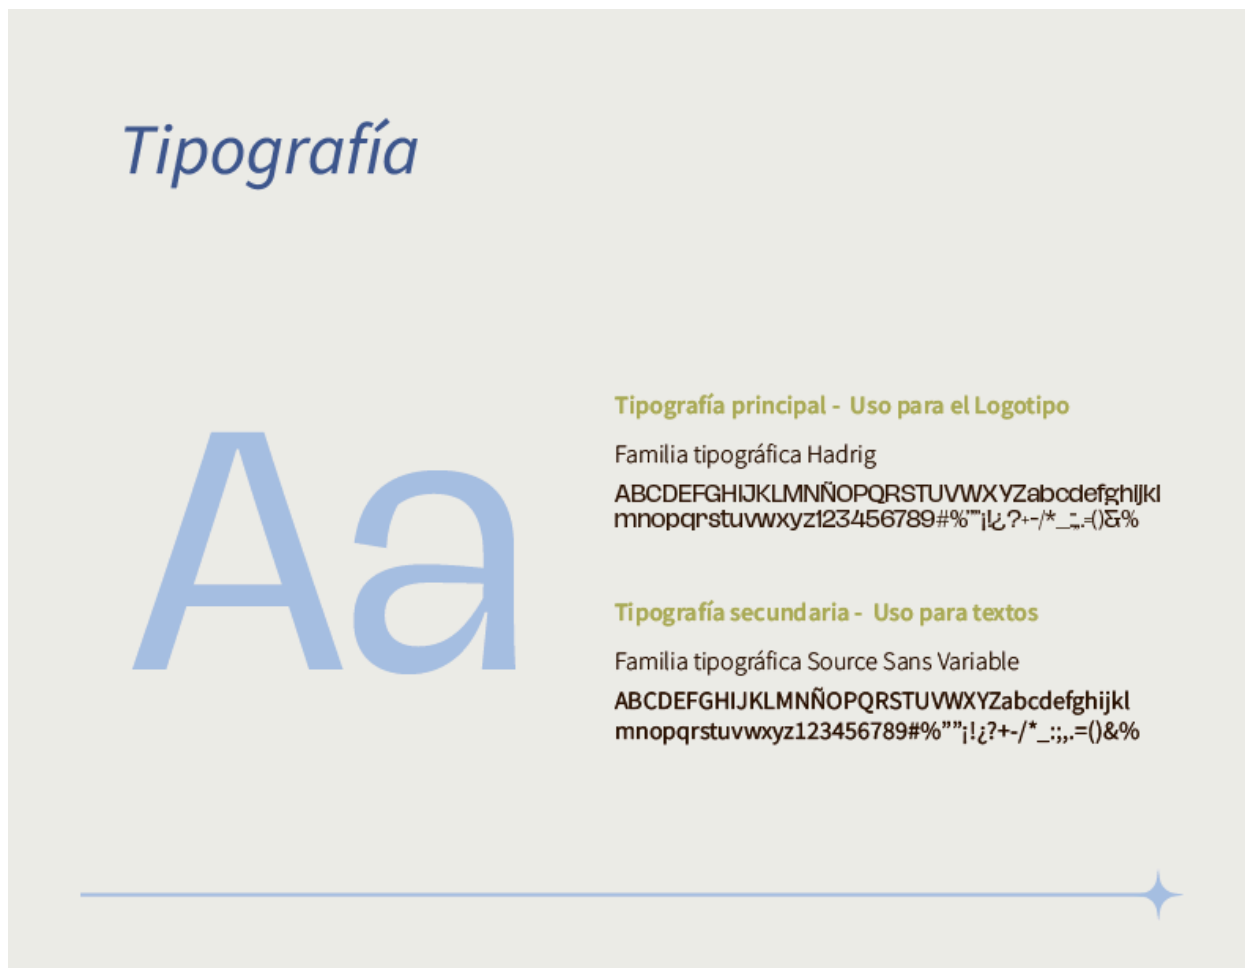 Tipografía
Aa
Tipografía principal - Uso para el Logotipo
Familia tipográfica Hadrig
ABCDEFGHIJKLMNÑOPQRSTUVWXYZabcdefghijkl
mnopqrstuvwxyz123456789#%””¡!¿?+-/*_:;,.=()&%
Tipografía secundaria - Uso para textos
Familia tipográfica Source Sans Variable
ABCDEFGHIJKLMNÑOPQRSTUVWXYZabcdefghijkl
mnopqrstuvwxyz123456789#%””¡!¿?+-/*_:;,.=()&%